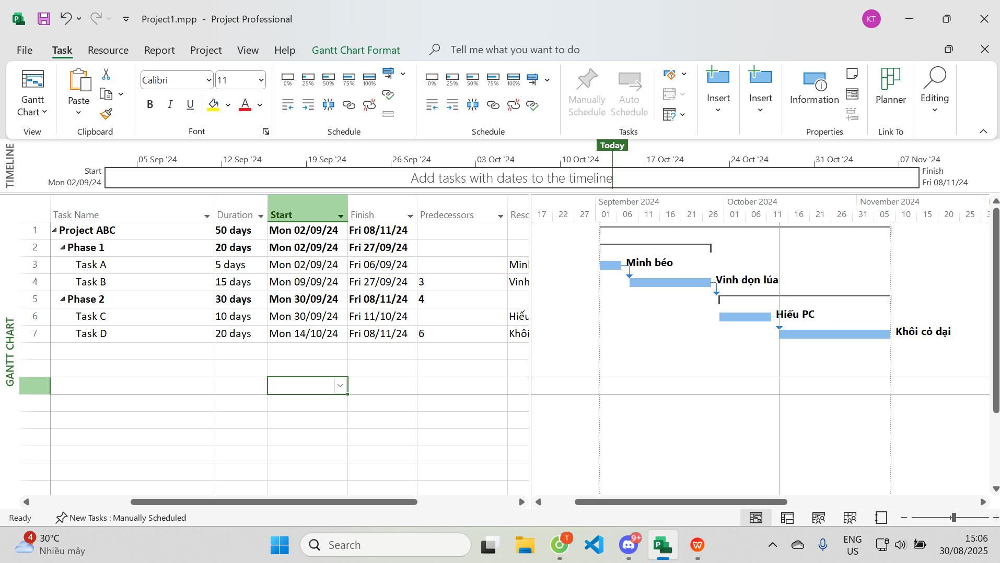 Project1.mpp - Project Professional
KT
File Task Resource Report Project View Help Gantt Chart Format Tell me what you want to do
Gantt Chart
View
Paste
Clipboard
Calibri 11
B I U A
Font
0% 25% 50% 75% 100%
Schedule
0% 25% 50% 75% 100%
Schedule
Manually Schedule
Auto Schedule
Tasks
Insert
Insert
Information
Properties
Planner
Link To
Editing
TIMELINE
Today
05 Sep '24 12 Sep '24 19 Sep '24 26 Sep '24 03 Oct '24 10 Oct '24 17 Oct '24 24 Oct '24 31 Oct '24 07 Nov '24
Start
Mon 02/09/24
Add tasks with dates to the timeline
Finish
Fri 08/11/24
GANTT CHART
Task Name Duration Start Finish Predecessors Reso
1 Project ABC 50 days Mon 02/09/24 Fri 08/11/24
2 Phase 1 20 days Mon 02/09/24 Fri 27/09/24
3 Task A 5 days Mon 02/09/24 Fri 06/09/24 Minh
4 Task B 15 days Mon 09/09/24 Fri 27/09/24 3 Vinh
5 Phase 2 30 days Mon 30/09/24 Fri 08/11/24 4
6 Task C 10 days Mon 30/09/24 Fri 11/10/24 Hiếu
7 Task D 20 days Mon 14/10/24 Fri 08/11/24 6 Khôi
September 2024 October 2024 November 2024
17 22 27 01 06 11 16 21 26 01 06 11 16 21 26 31 05 10 15 20 25
Minh béo
Vinh dọn lúa
Hiếu PC
Khôi cỏ dại
Ready New Tasks : Manually Scheduled
4
30°C
Nhiều mây
Search
T
9+
ENG
US
15:06
30/08/2025